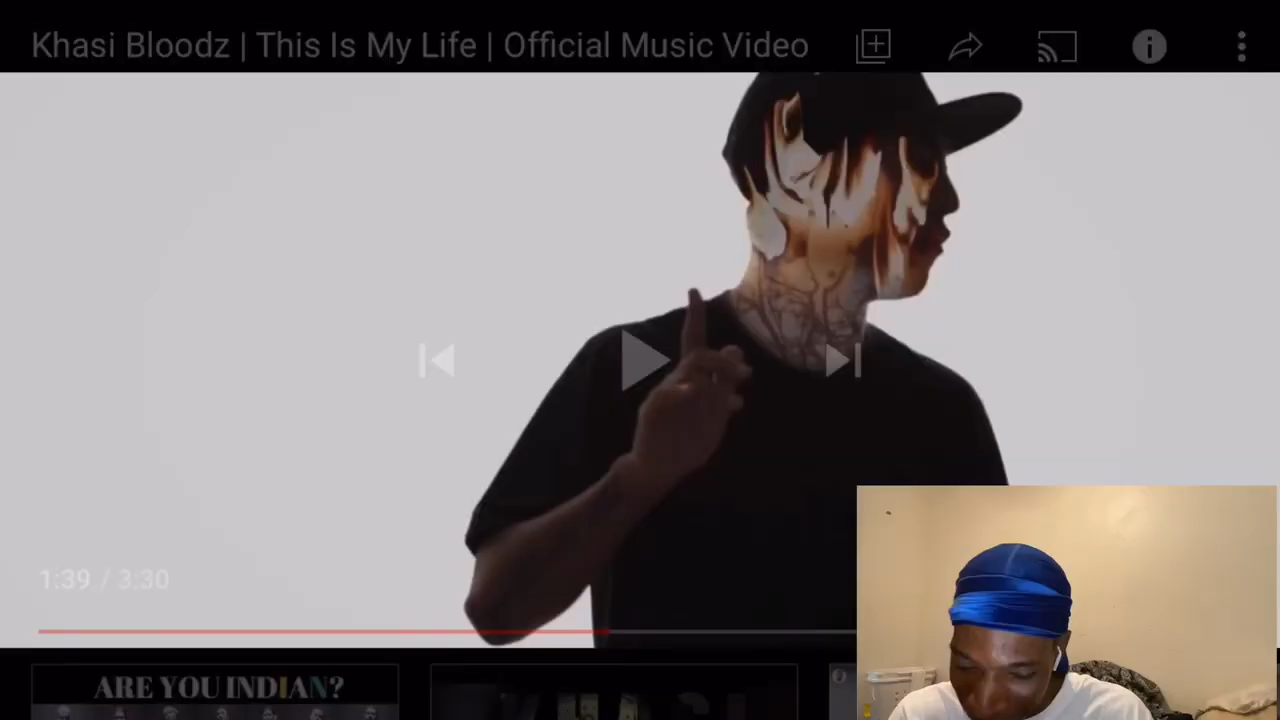 Khasi Bloodz | This Is My Life | Official Music Video
1:39 / 3:30
ARE YOU INDIAN?